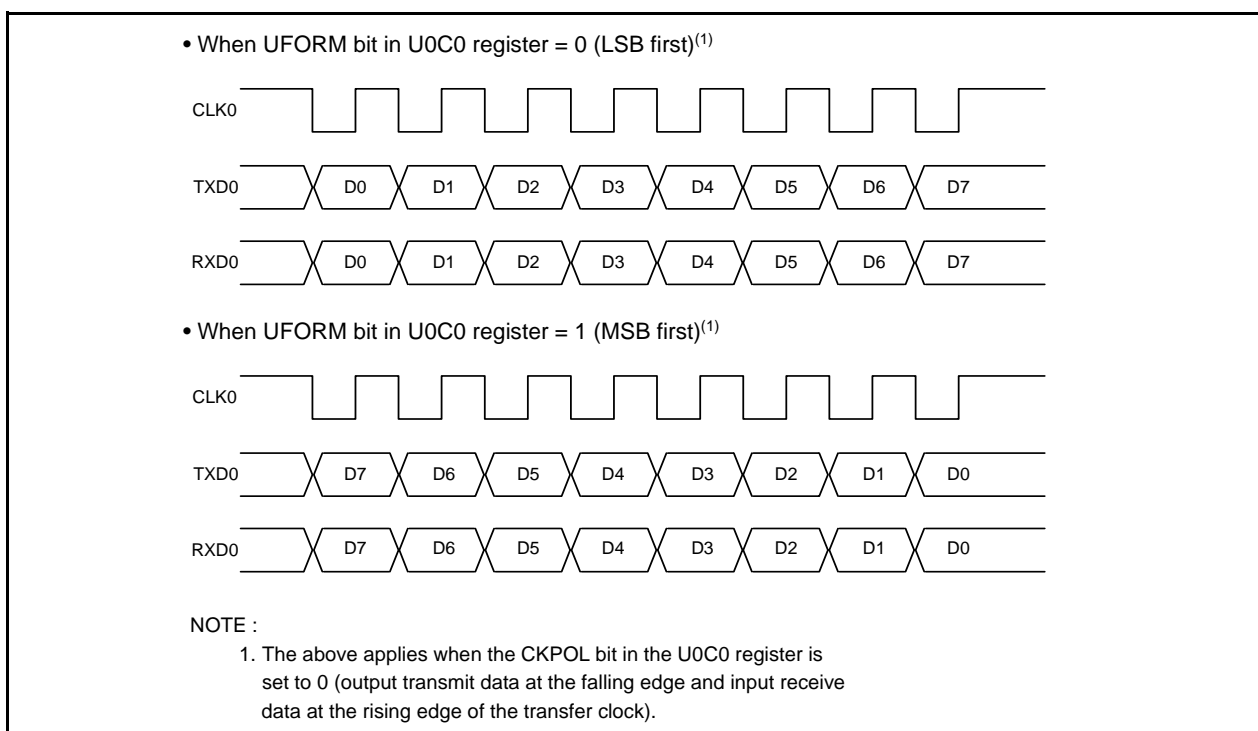 • When UFORM bit in U0C0 register = 0 (LSB first)(1)
CLK0
TXD0 D0 D1 D2 D3 D4 D5 D6 D7
RXD0 D0 D1 D2 D3 D4 D5 D6 D7
• When UFORM bit in U0C0 register = 1 (MSB first)(1)
CLK0
TXD0 D7 D6 D5 D4 D3 D2 D1 D0
RXD0 D7 D6 D5 D4 D3 D2 D1 D0
NOTE :
1. The above applies when the CKPOL bit in the U0C0 register is
set to 0 (output transmit data at the falling edge and input receive
data at the rising edge of the transfer clock).